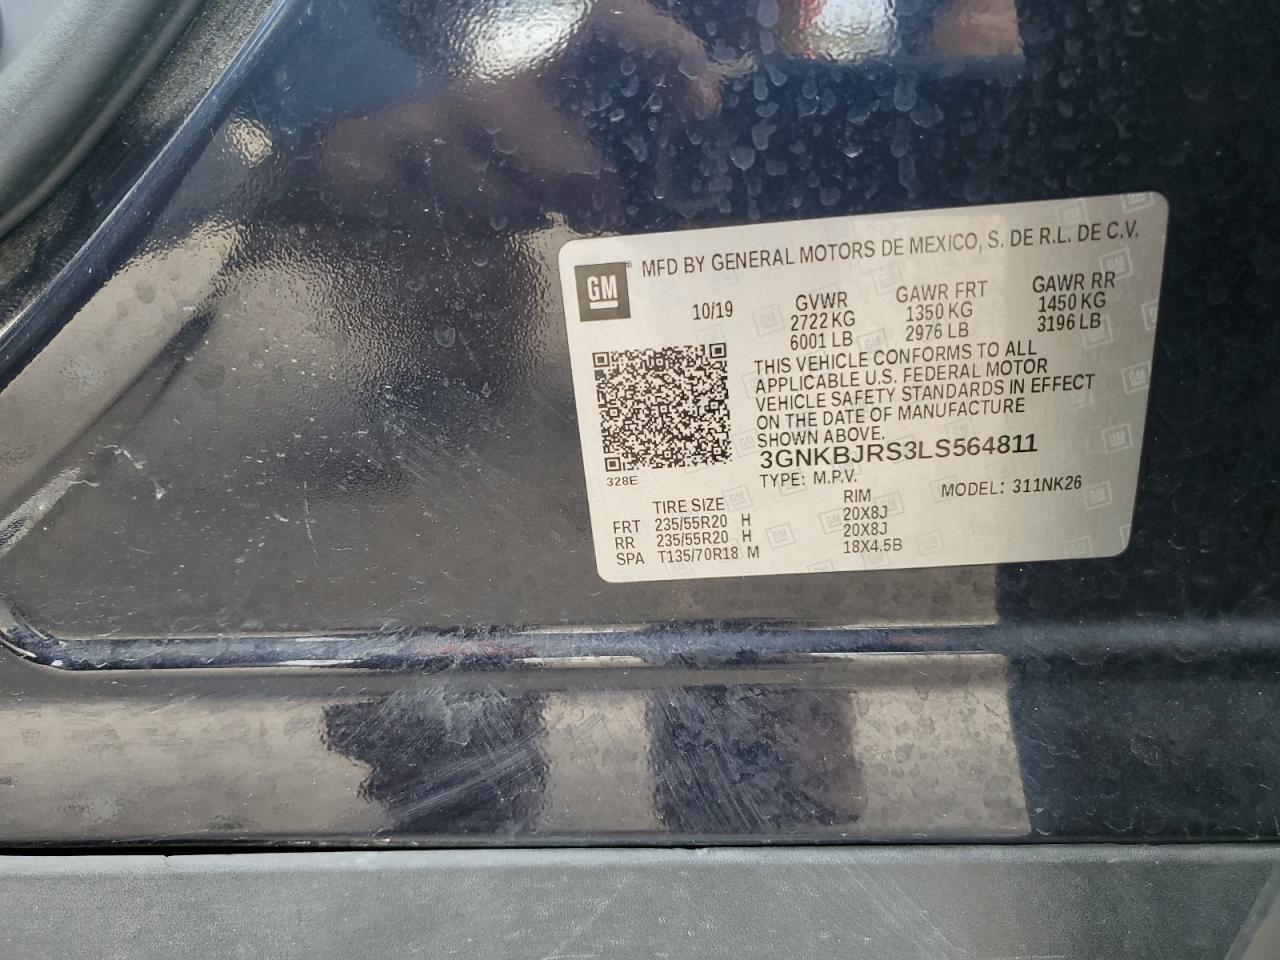 GM ® MFD BY GENERAL MOTORS DE MEXICO, S. DE R.L. DE C.V.
10/19 GVWR GAWR FRT GAWR RR
2722 KG 1350 KG 1450 KG
6001 LB 2976 LB 3196 LB
THIS VEHICLE CONFORMS TO ALL
APPLICABLE U.S. FEDERAL MOTOR
VEHICLE SAFETY STANDARDS IN EFFECT
ON THE DATE OF MANUFACTURE
SHOWN ABOVE.
3GNKBJRS3LS564811
328E
TYPE: M.P.V. MODEL: 311NK26
TIRE SIZE RIM
FRT 235/55R20 H 20X8J
RR 235/55R20 H 20X8J
SPA T135/70R18 M 18X4.5B